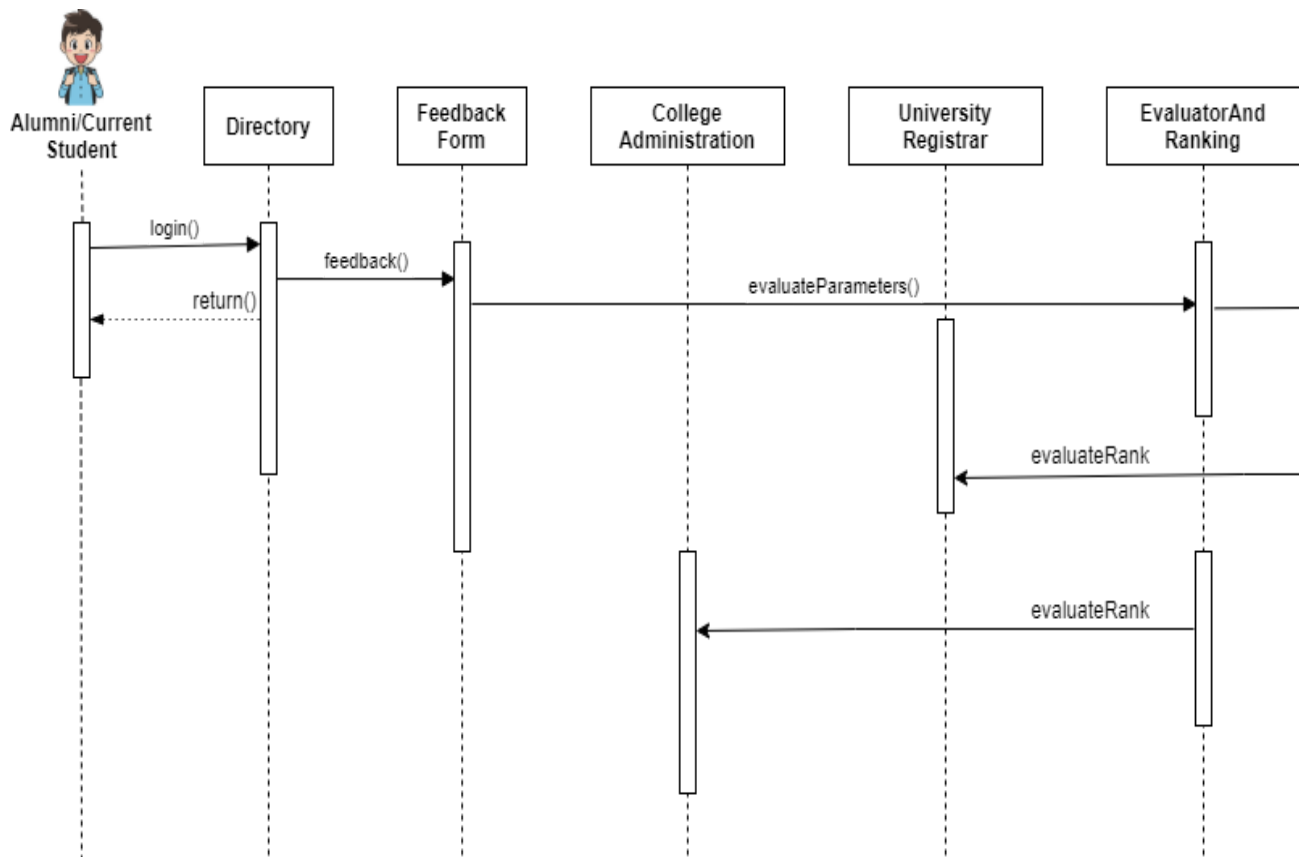 Alumni/Current
Student
Directory
Feedback
Form
College
Administration
University
Registrar
EvaluatorAnd
Ranking
login()
feedback()
return()
evaluateParameters()
evaluateRank
evaluateRank